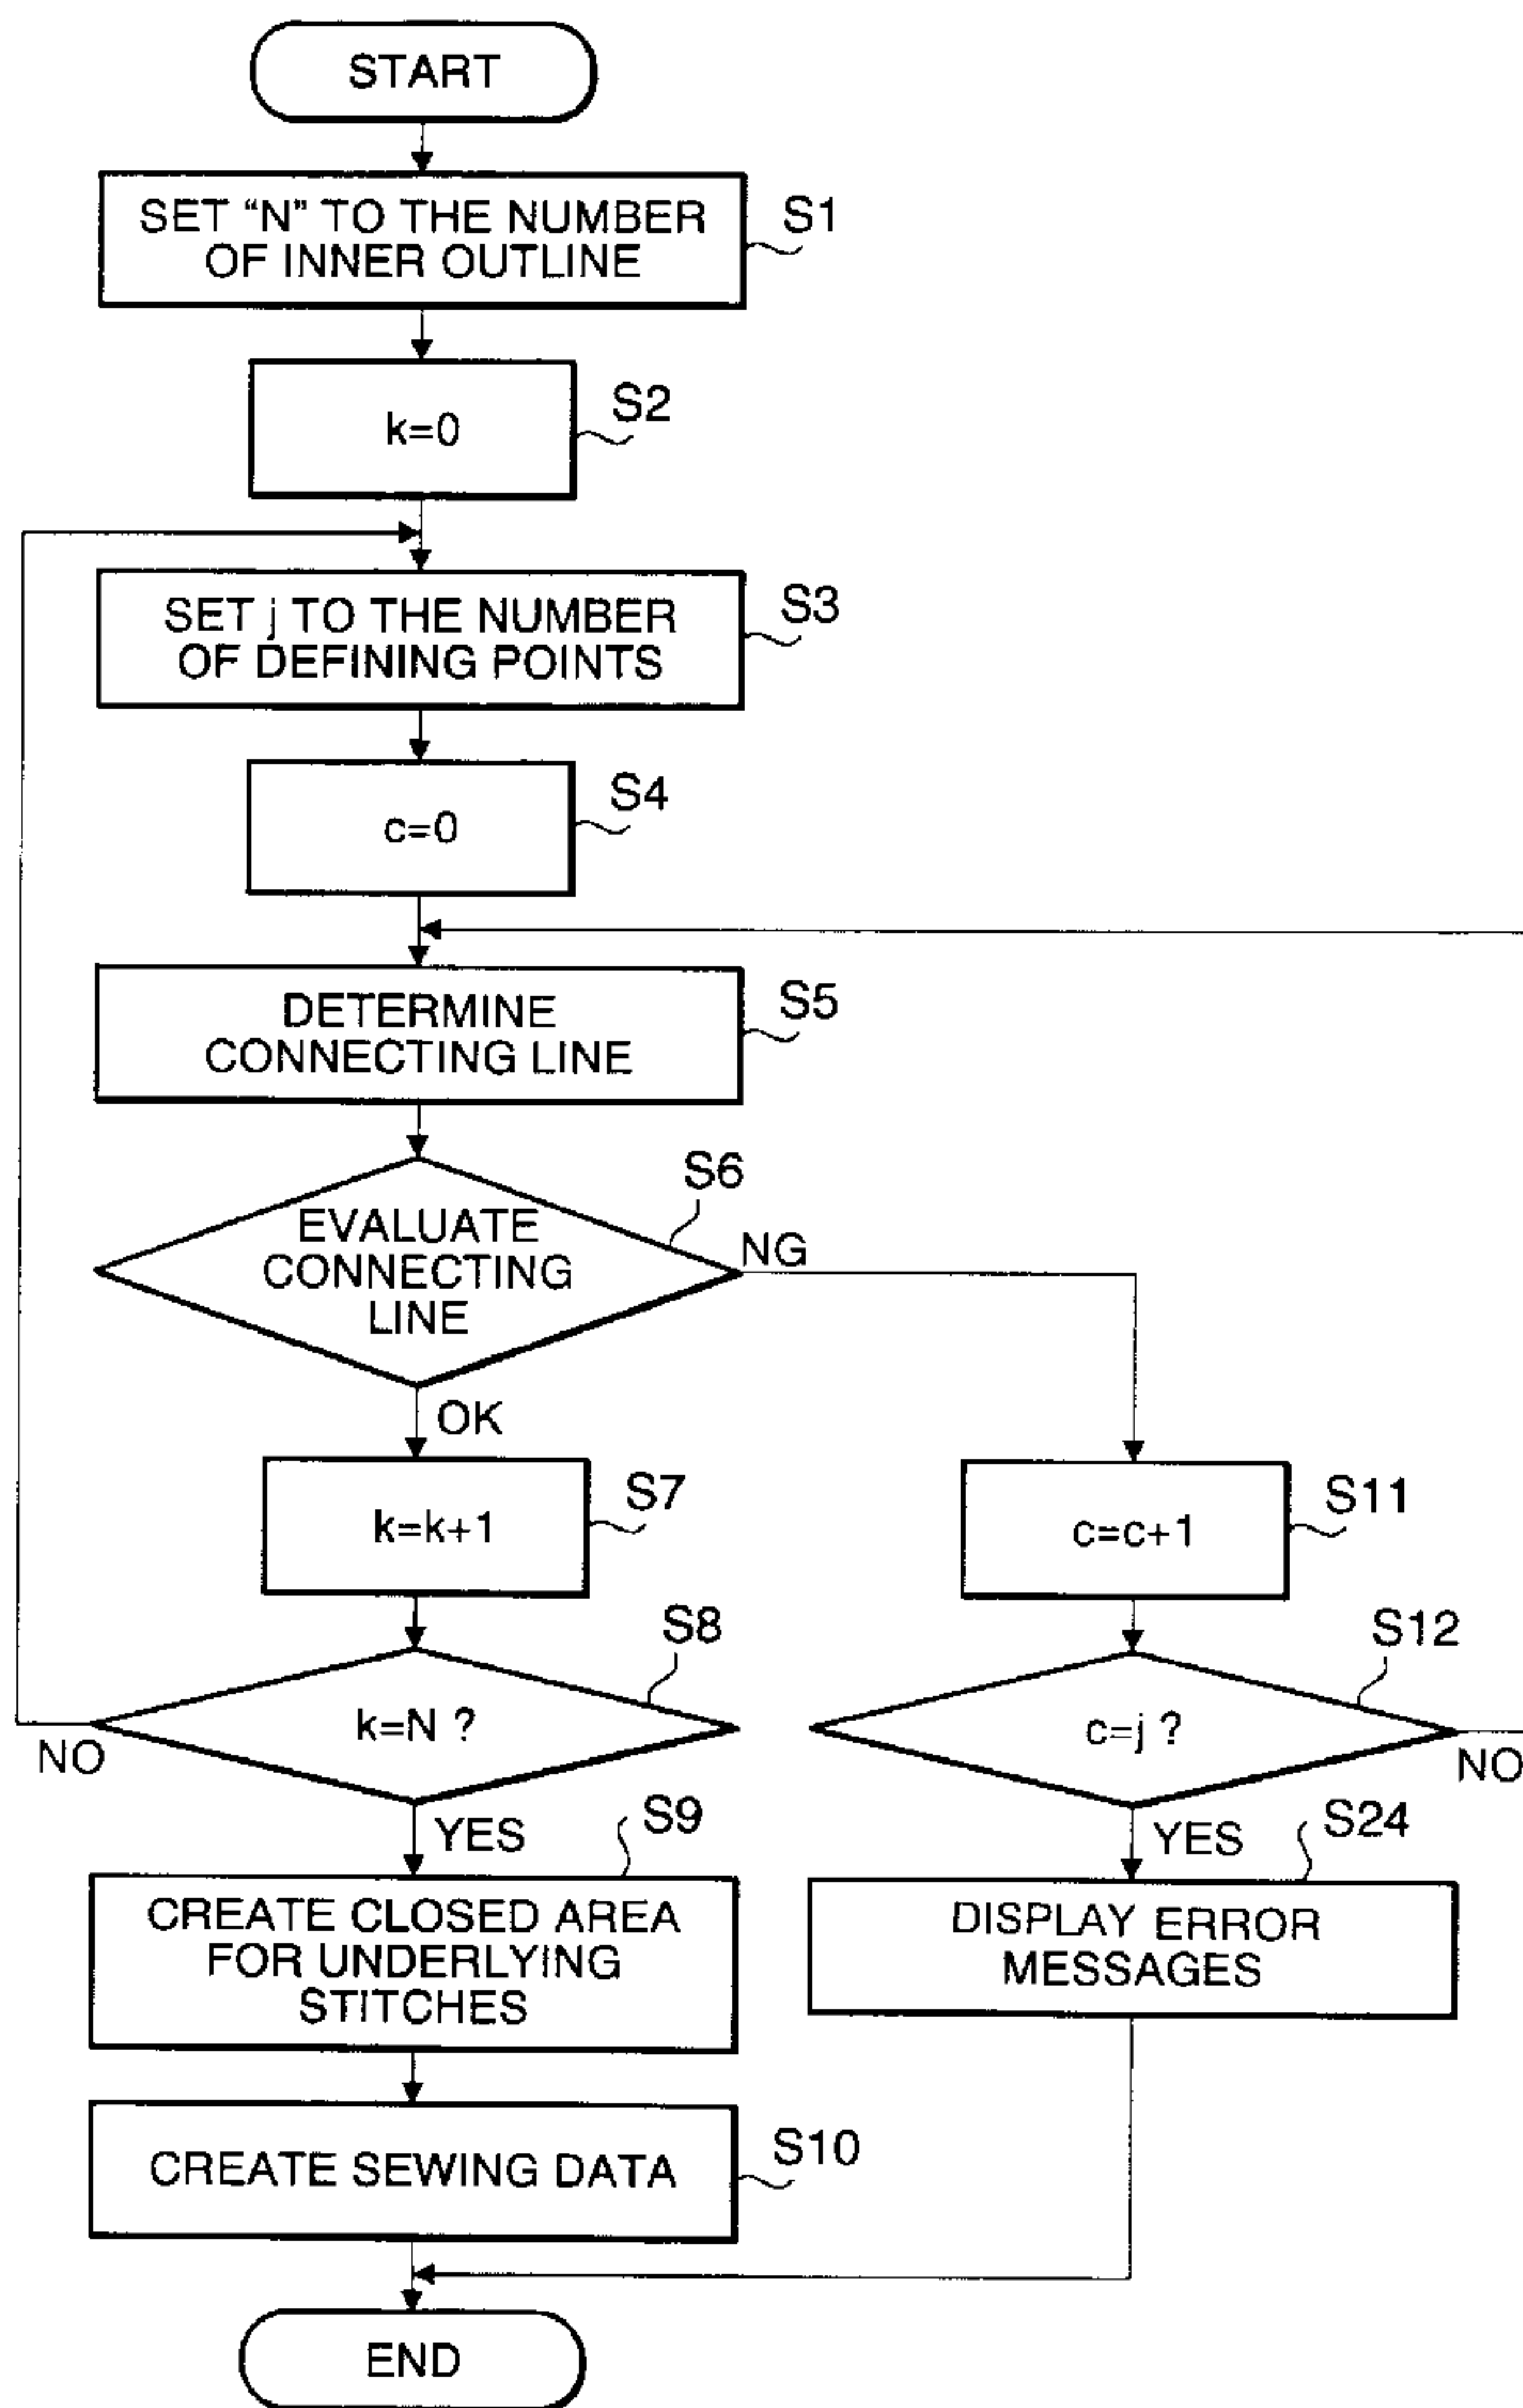 START
SET "N" TO THE NUMBER
OF INNER OUTLINE
S1
k=0
S2
SET j TO THE NUMBER
OF DEFINING POINTS
S3
c=0
S4
DETERMINE
CONNECTING LINE
S5
EVALUATE
CONNECTING
LINE
S6
NG
OK
k=k+1
S7
c=c+1
S11
k=N ?
S8
NO
YES
c=j ?
S12
NO
YES
CREATE CLOSED AREA
FOR UNDERLYING
STITCHES
S9
DISPLAY ERROR
MESSAGES
S24
CREATE SEWING DATA
S10
END